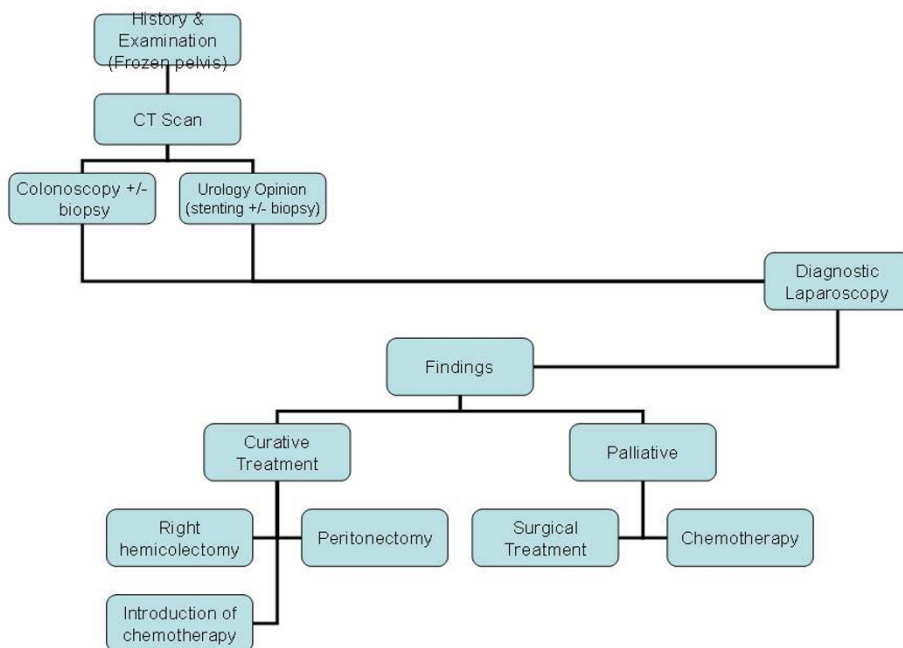 History &
Examination
(Frozen pelvis)
CT Scan
Colonoscopy +/-
biopsy
Urology Opinion
(stenting +/- biopsy)
Diagnostic
Laparoscopy
Findings
Curative
Treatment
Palliative
Right
hemicolectomy
Peritonectomy
Surgical
Treatment
Chemotherapy
Introduction of
chemotherapy